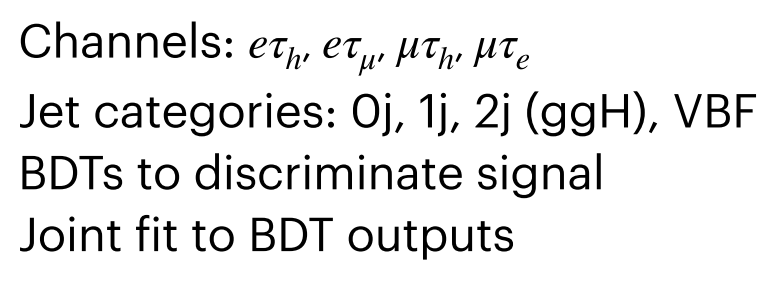 Channels: eτ_h, eτ_μ, μτ_h, μτ_e
Jet categories: 0j, 1j, 2j (ggH), VBF
BDTs to discriminate signal
Joint fit to BDT outputs